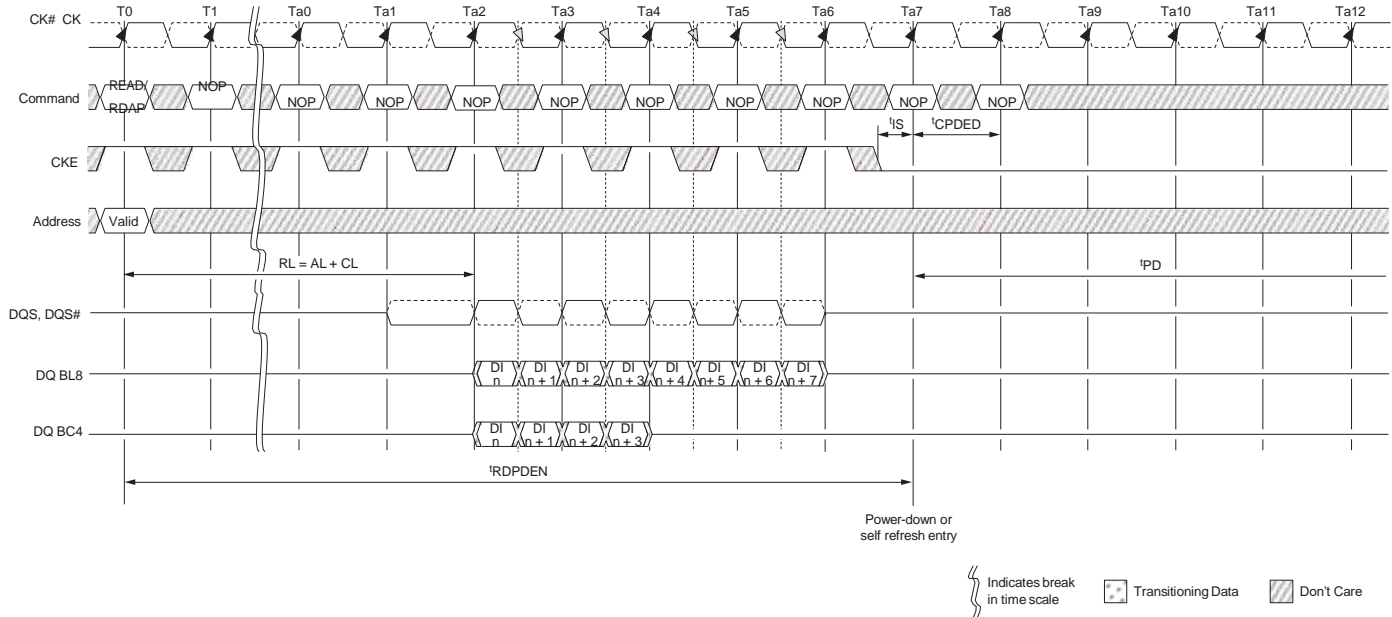 T0 T1 Ta0 Ta1 Ta2 Ta3 Ta4 Ta5 Ta6 Ta7 Ta8 Ta9 Ta10 Ta11 Ta12
CK# CK
Command READ/ RDAP NOP NOP NOP NOP NOP NOP NOP NOP NOP NOP
tIS tCPDED
CKE
Address Valid
RL = AL + CL tPD
DQS, DQS#
DQ BL8 DI n DI n + 1 DI n + 2 DI n + 3 DI n + 4 DI n+ 5 DI n + 6 DI n + 7
DQ BC4 DI n DI n + 1 DI n + 2 DI n + 3
tRDPDEN
Power-down or
self refresh entry
Indicates break
in time scale
Transitioning Data
Don't Care